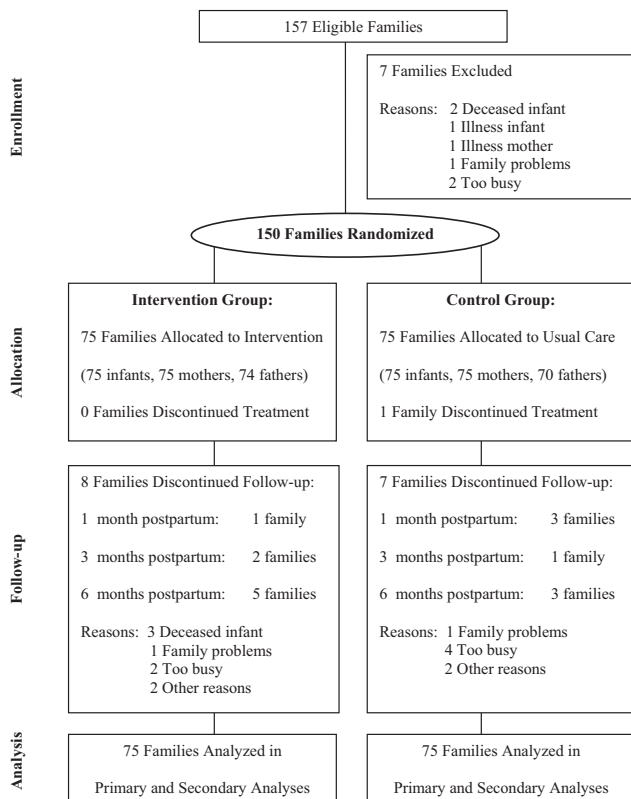 157 Eligible Families
Enrollment
7 Families Excluded
Reasons: 2 Deceased infant
1 Illness infant
1 Illness mother
1 Family problems
2 Too busy
150 Families Randomized
Allocation
Intervention Group:
75 Families Allocated to Intervention
(75 infants, 75 mothers, 74 fathers)
0 Families Discontinued Treatment
Control Group:
75 Families Allocated to Usual Care
(75 infants, 75 mothers, 70 fathers)
1 Family Discontinued Treatment
Follow-up
8 Families Discontinued Follow-up:
1 month postpartum: 1 family
3 months postpartum: 2 families
6 months postpartum: 5 families
Reasons: 3 Deceased infant
1 Family problems
2 Too busy
2 Other reasons
7 Families Discontinued Follow-up:
1 month postpartum: 3 families
3 months postpartum: 1 family
6 months postpartum: 3 families
Reasons: 1 Family problems
4 Too busy
2 Other reasons
Analysis
75 Families Analyzed in
Primary and Secondary Analyses
75 Families Analyzed in
Primary and Secondary Analyses